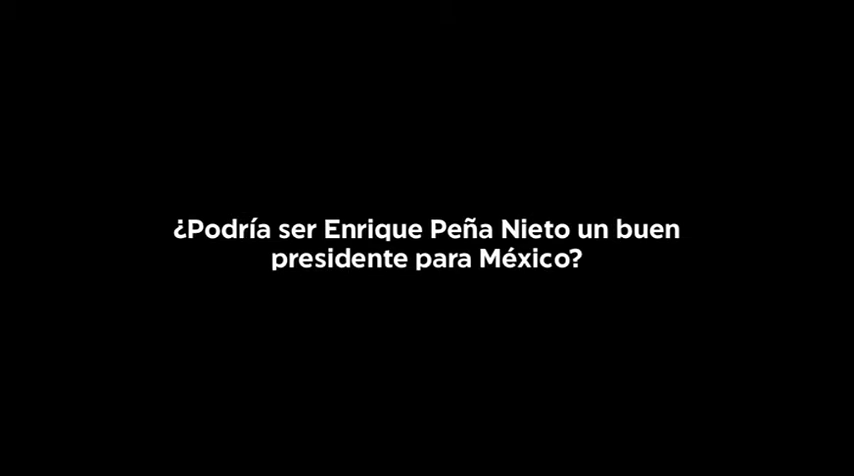 ¿Podría ser Enrique Peña Nieto un buen
presidente para México?